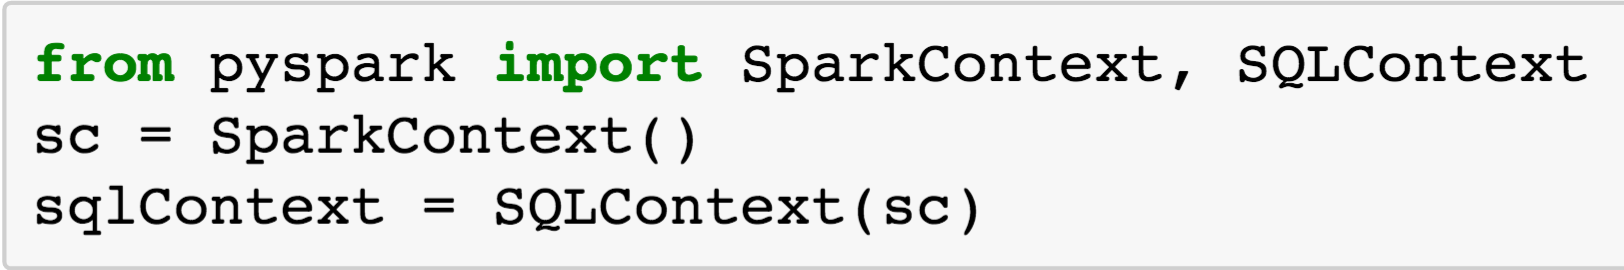 from pyspark import SparkContext, SQLContext
sc = SparkContext()
sqlContext = SQLContext(sc)